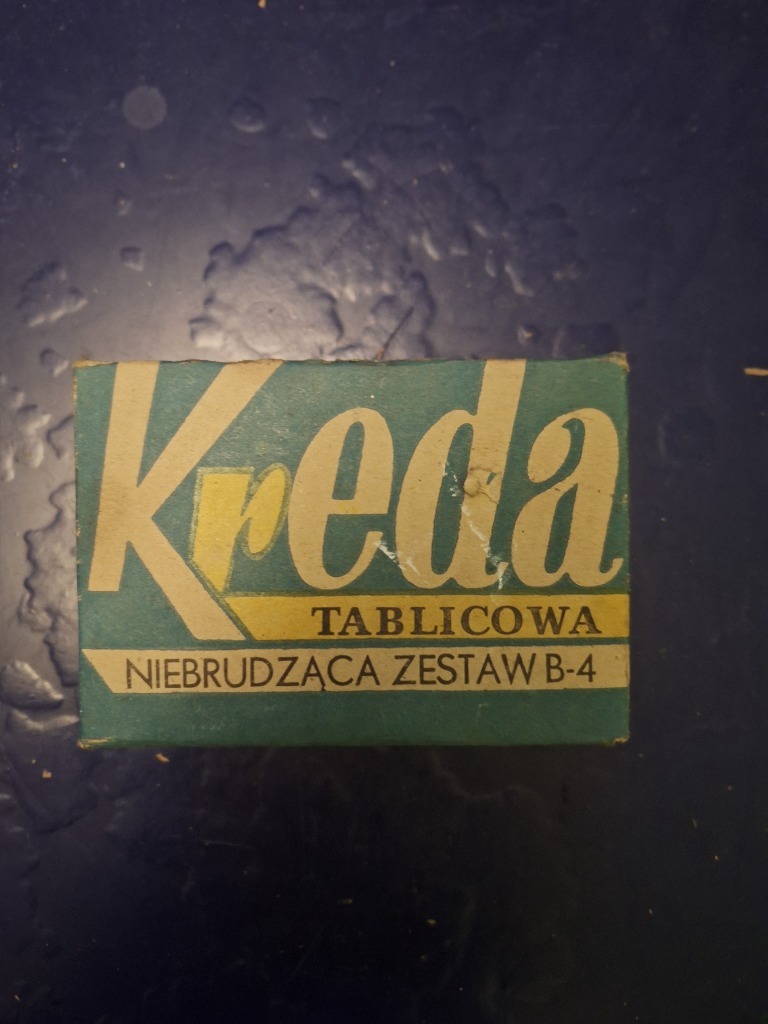 Kreda
TABLICOWA
NIEBRUDZĄCA ZESTAW B-4